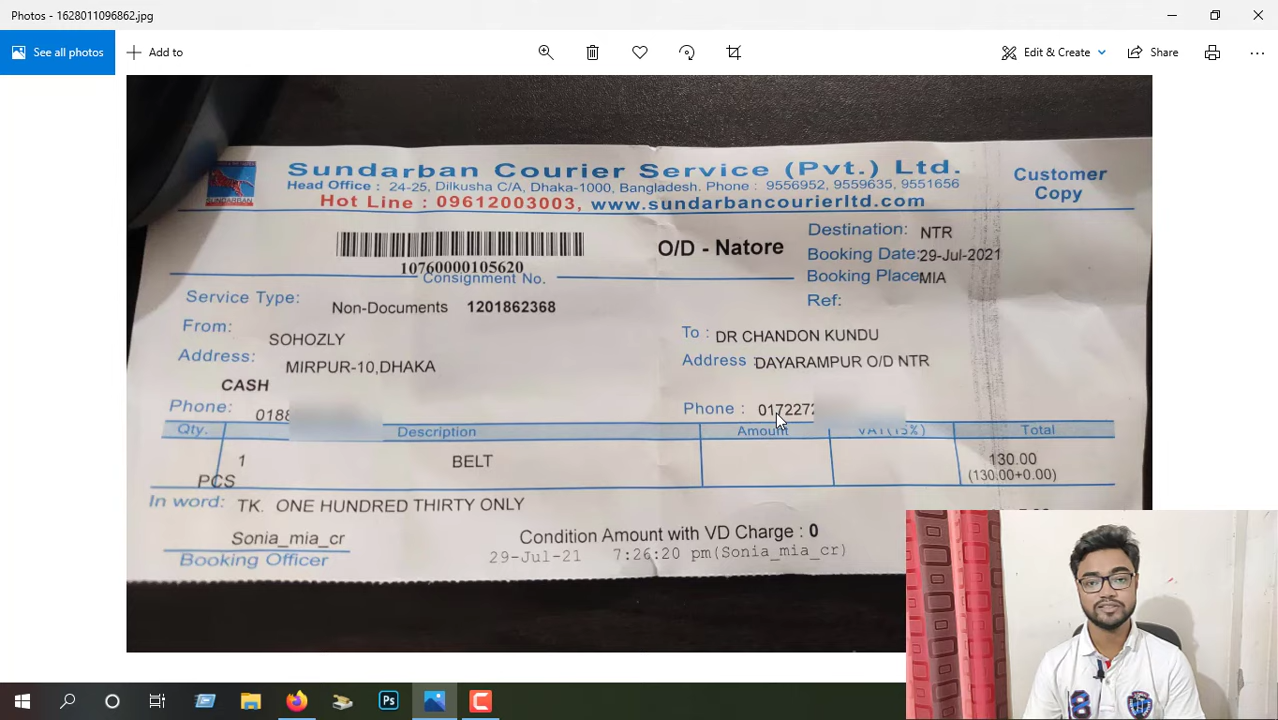 Photos - 1628011096862.jpg
See all photos
Add to
Edit & Create
Share
Sundarban Courier Service (Pvt.) Ltd.
Head Office : 24-25, Dilkusha C/A, Dhaka-1000, Bangladesh. Phone : 9556952, 9559635, 9551656
Hot Line : 09612003003, www.sundarbancourierltd.com
Customer
Copy
SUNDARBAN
10760000105620
Consignment No.
O/D - Natore
Destination: NTR
Booking Date: 29-Jul-2021
Booking Place: MIA
Ref:
Service Type: Non-Documents 1201862368
From: SOHOZLY
To : DR CHANDON KUNDU
Address: MIRPUR-10,DHAKA
Address : DAYARAMPUR O/D NTR
CASH
Phone: 0188
Phone : 017227
Qty. Description Amount VAT(15%) Total
1 BELT 130.00
PCS (130.00+0.00)
In word: TK. ONE HUNDRED THIRTY ONLY
Sonia_mia_cr
Booking Officer
Condition Amount with VD Charge : 0
29-Jul-21 7:26:20 pm(Sonia_mia_cr)
Ps